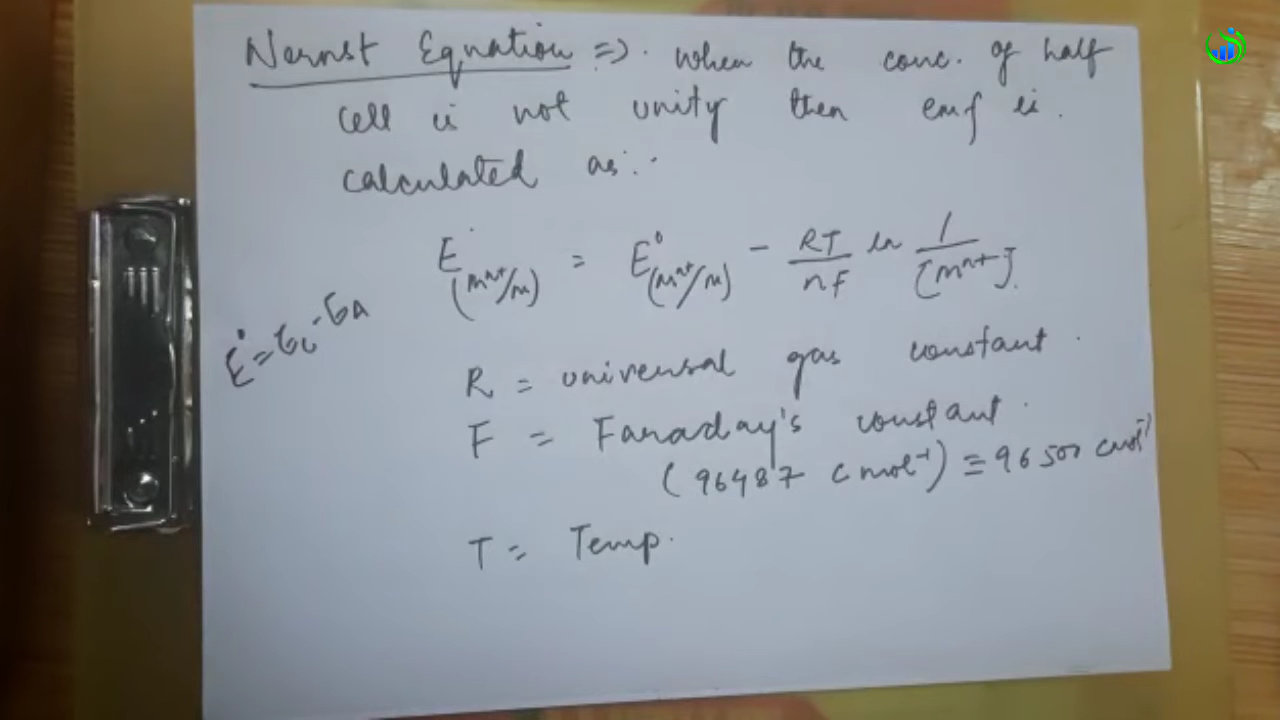 Nernst Equation ⇒ when the conc. of half
cell is not unity then emf is
calculated as:
E(Mⁿ⁺/M) = E°(Mⁿ⁺/M) - RT/nF ln 1/[Mⁿ⁺]
E° = Ec - EA
R = universal gas constant
F = Faraday's constant
(96487 C mol⁻¹) = 96500 C mol⁻¹
T = Temp.